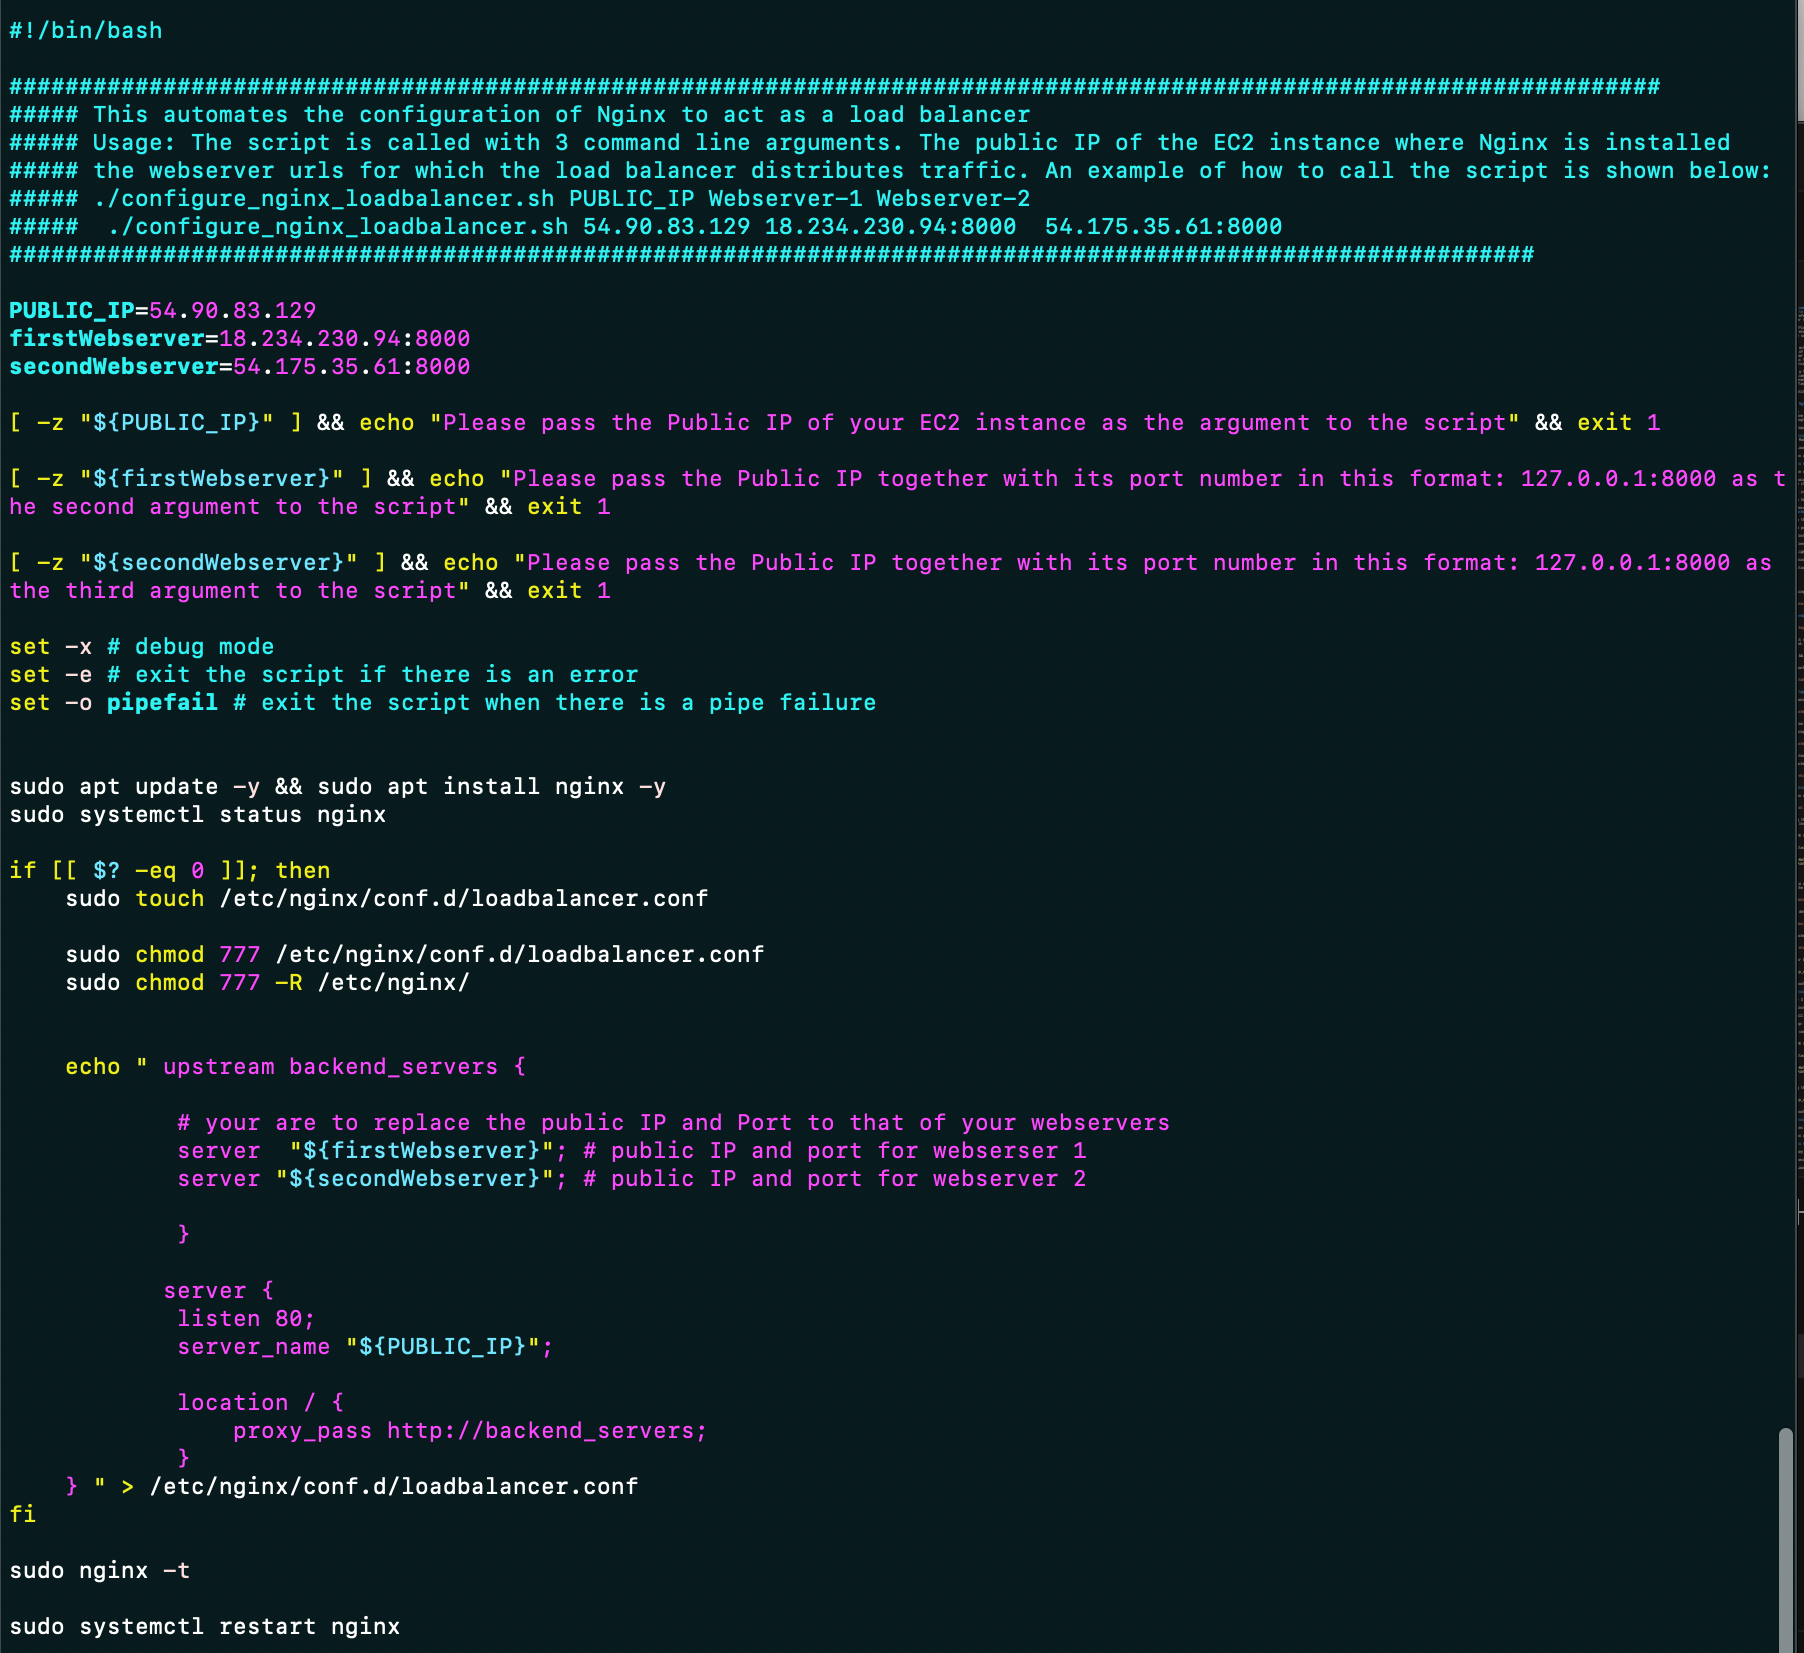 #!/bin/bash
######################################################################################################################
##### This automates the configuration of Nginx to act as a load balancer
##### Usage: The script is called with 3 command line arguments. The public IP of the EC2 instance where Nginx is installed
##### the webserver urls for which the load balancer distributes traffic. An example of how to call the script is shown below:
##### ./configure_nginx_loadbalancer.sh PUBLIC_IP Webserver-1 Webserver-2
#####  ./configure_nginx_loadbalancer.sh 54.90.83.129 18.234.230.94:8000  54.175.35.61:8000
#############################################################################################################
PUBLIC_IP=54.90.83.129
firstWebserver=18.234.230.94:8000
secondWebserver=54.175.35.61:8000
[ -z "${PUBLIC_IP}" ] && echo "Please pass the Public IP of your EC2 instance as the argument to the script" && exit 1
[ -z "${firstWebserver}" ] && echo "Please pass the Public IP together with its port number in this format: 127.0.0.1:8000 as t
he second argument to the script" && exit 1
[ -z "${secondWebserver}" ] && echo "Please pass the Public IP together with its port number in this format: 127.0.0.1:8000 as
the third argument to the script" && exit 1
set -x # debug mode
set -e # exit the script if there is an error
set -o pipefail # exit the script when there is a pipe failure
sudo apt update -y && sudo apt install nginx -y
sudo systemctl status nginx
if [[ $? -eq 0 ]]; then
    sudo touch /etc/nginx/conf.d/loadbalancer.conf
    sudo chmod 777 /etc/nginx/conf.d/loadbalancer.conf
    sudo chmod 777 -R /etc/nginx/
    echo " upstream backend_servers {
            # your are to replace the public IP and Port to that of your webservers
            server  "${firstWebserver}"; # public IP and port for webserser 1
            server "${secondWebserver}"; # public IP and port for webserver 2
            }
           server {
            listen 80;
            server_name "${PUBLIC_IP}";
            location / {
                proxy_pass http://backend_servers;
            }
    } " > /etc/nginx/conf.d/loadbalancer.conf
fi
sudo nginx -t
sudo systemctl restart nginx